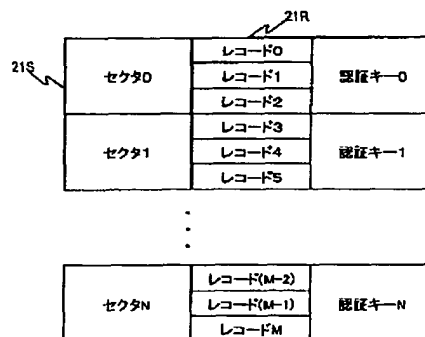 21R
21S
レコード0
セクタ0
レコード1
認証キー0
レコード2
レコード3
セクタ1
レコード4
認証キー1
レコード5
レコード(M-2)
セクタN
レコード(M-1)
認証キーN
レコードM